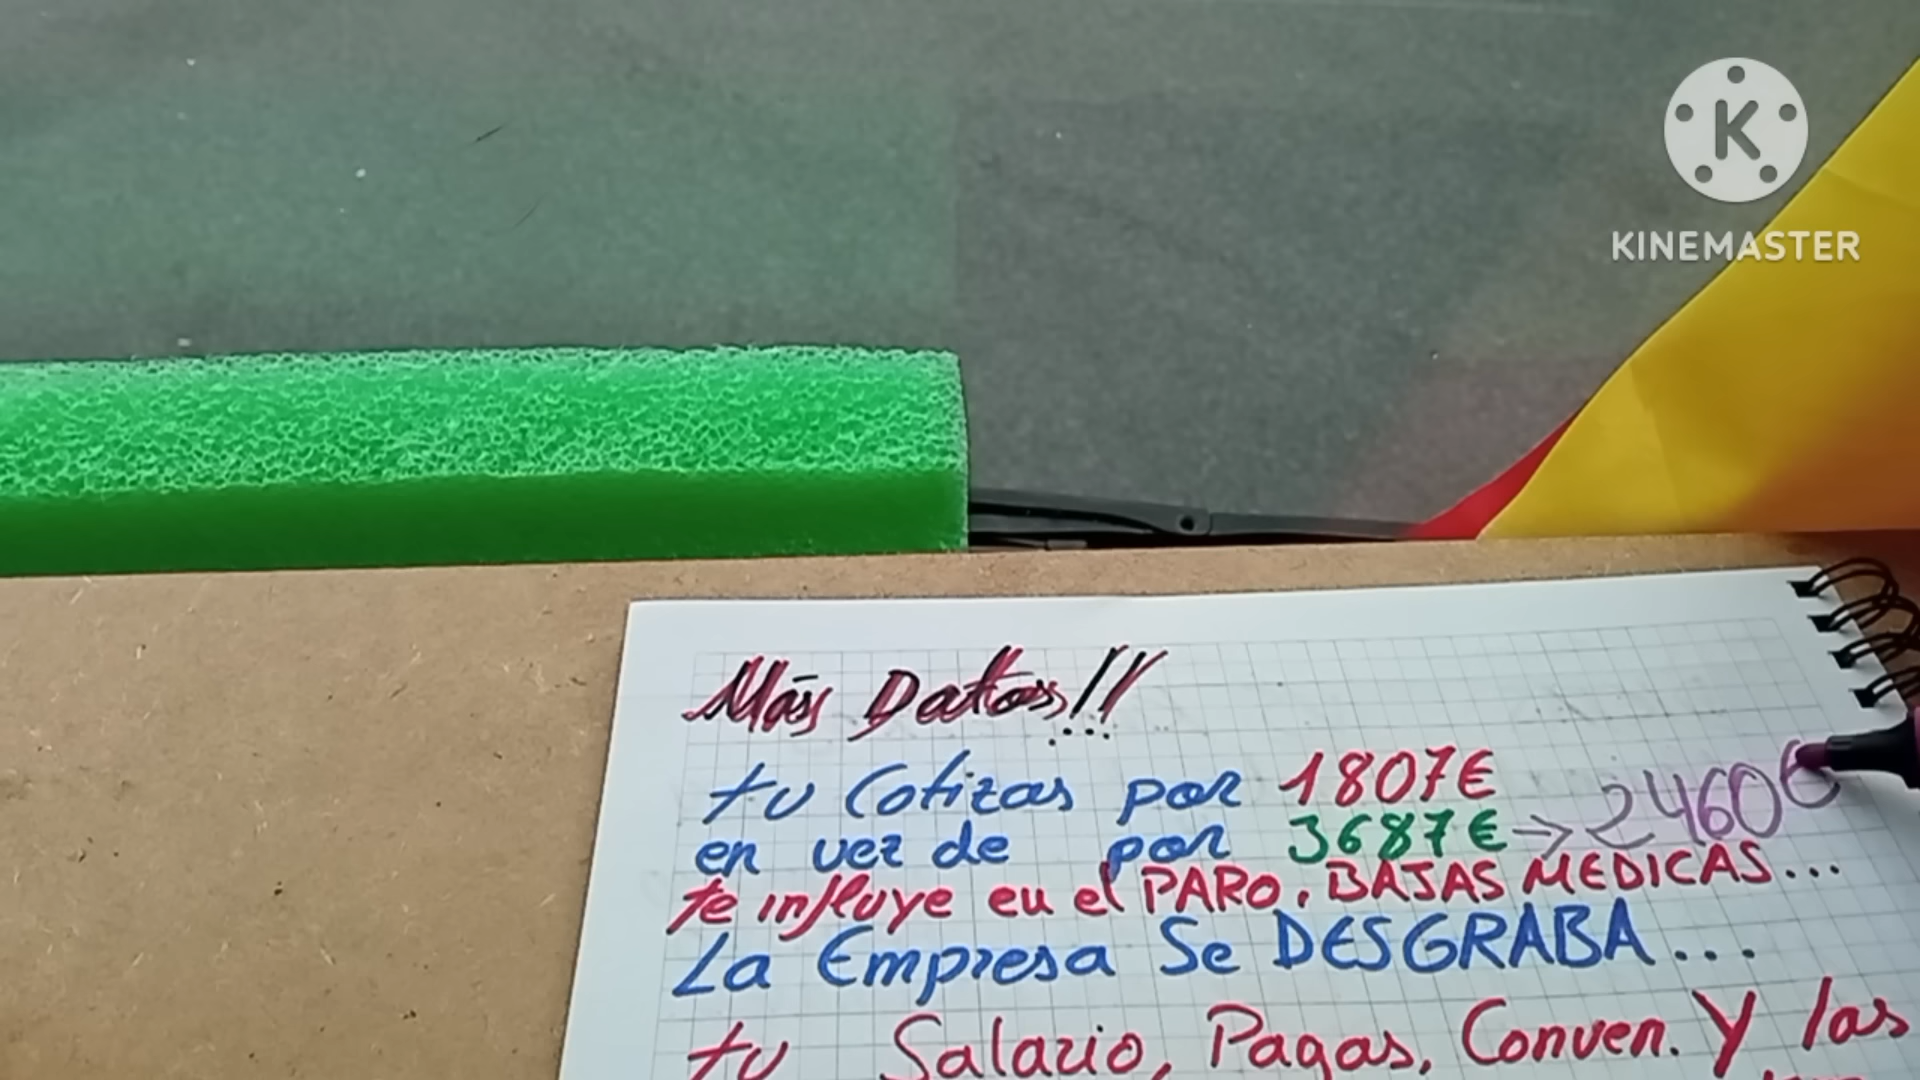 KINEMASTER
Más Datos!!...
tu Cotizas por 1807€
en vez de por 3687€ → 2460€
te influye en el PARO, BAJAS MEDICAS...
La Empresa Se DESGRABA...
tu Salario, Pagas, Conven. Y las